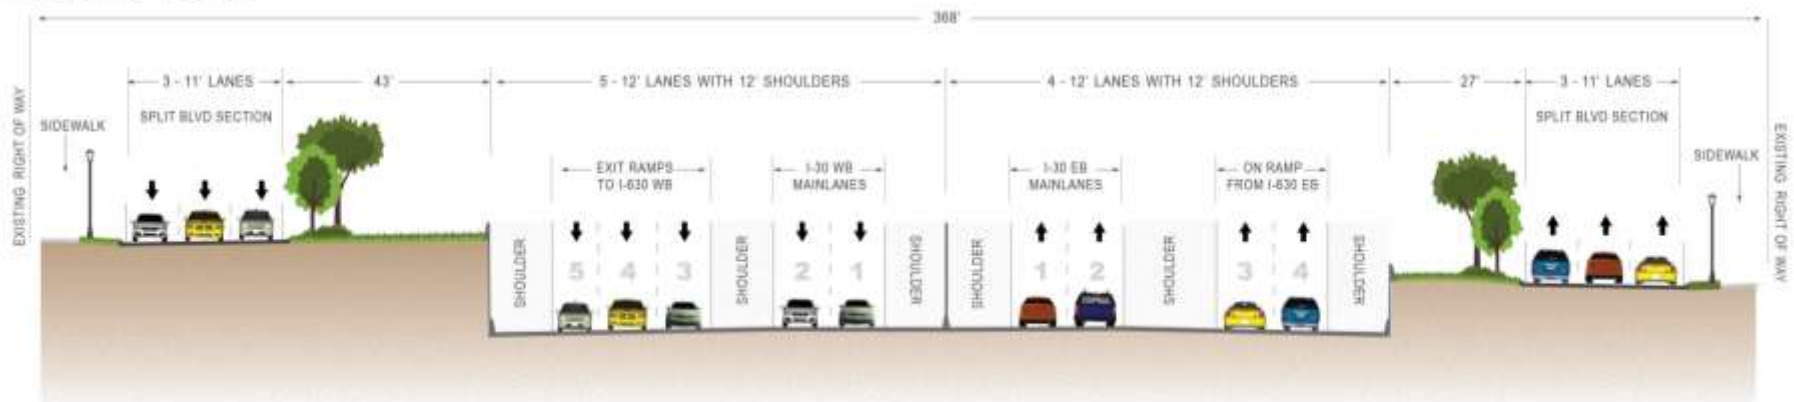 368'
3 - 11' LANES
43'
5 - 12' LANES WITH 12' SHOULDERS
4 - 12' LANES WITH 12' SHOULDERS
27'
3 - 11' LANES
SPLIT BLVD SECTION
SPLIT BLVD SECTION
EXISTING RIGHT OF WAY
SIDEWALK
EXIT RAMPS
TO I-630 WB
I-30 WB
MAINLANES
I-30 EB
MAINLANES
ON RAMP
FROM I-630 EB
SIDEWALK
EXISTING RIGHT OF WAY
SHOULDER
5
4
3
SHOULDER
2
1
SHOULDER
SHOULDER
1
2
SHOULDER
3
4
SHOULDER